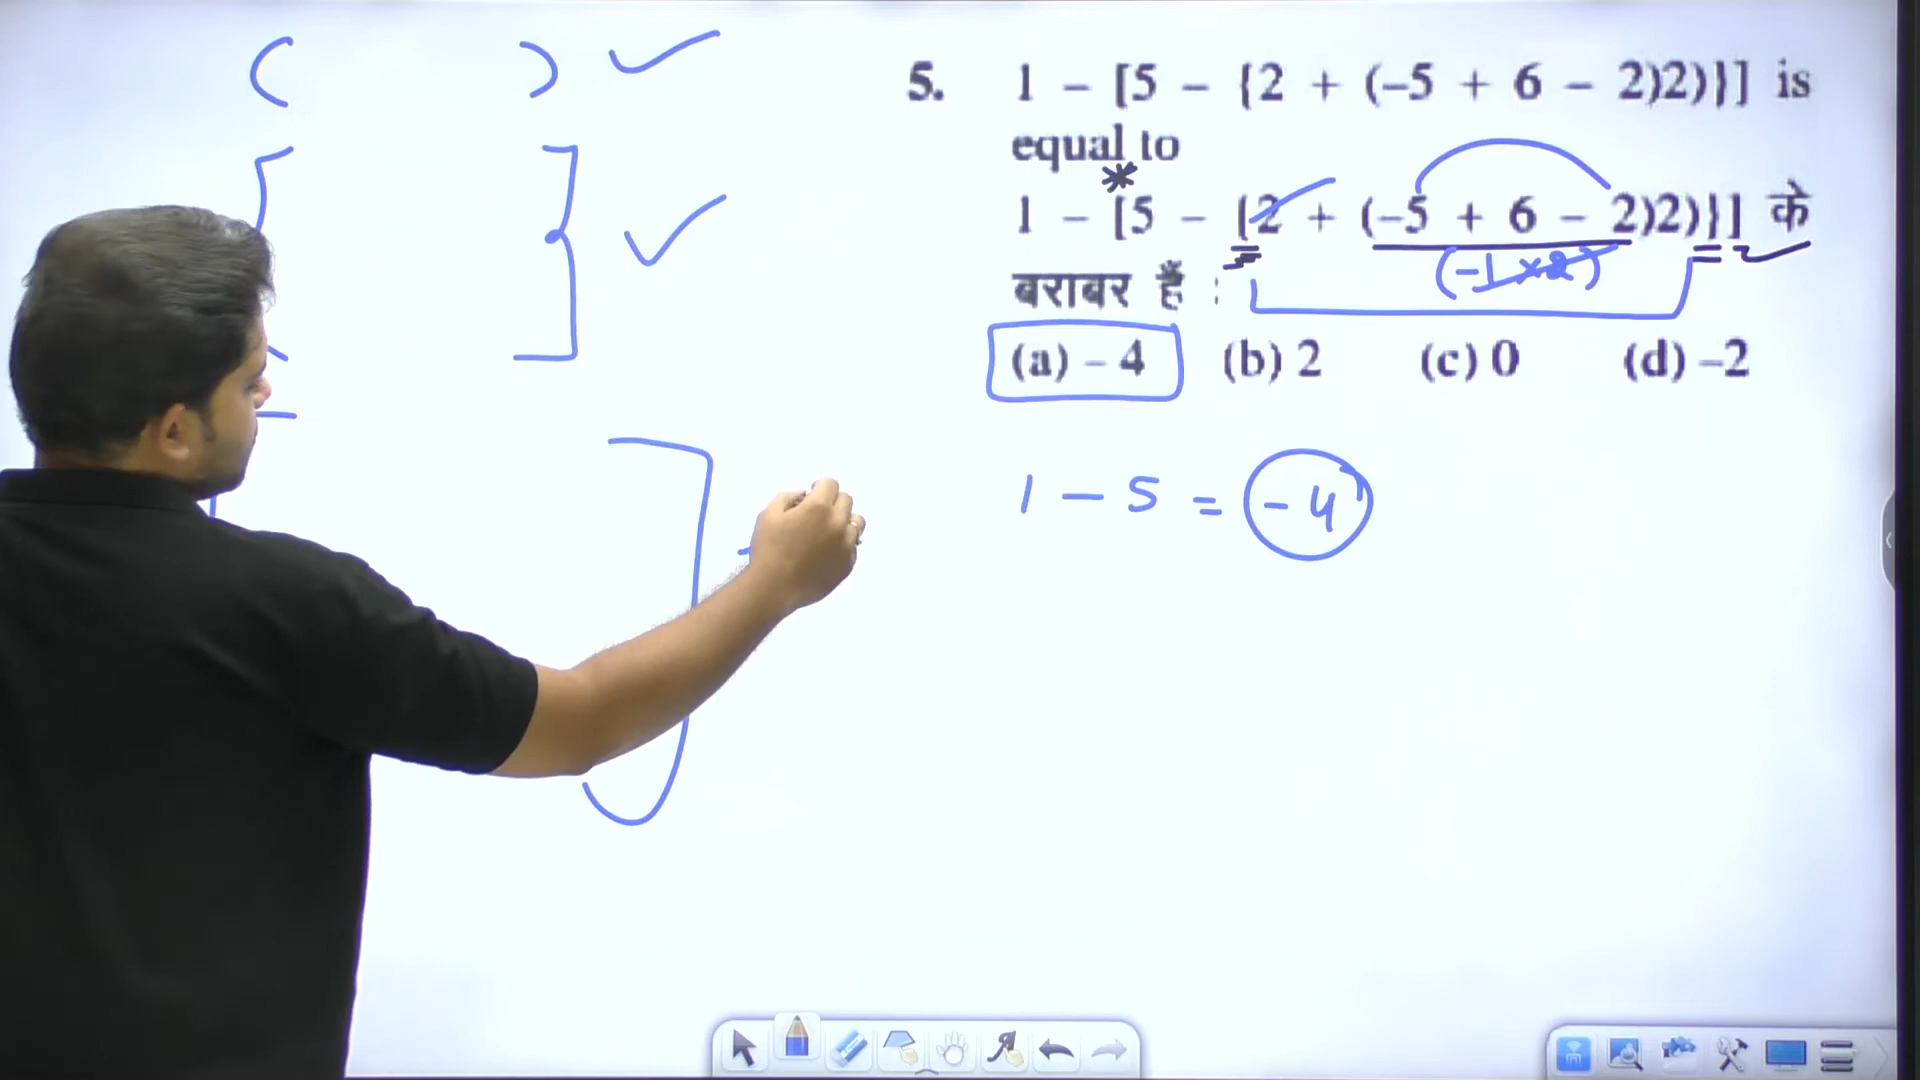 5. 1 – [5 – {2 + (–5 + 6 – 2)2)}] is
equal to
1 – [5 – {2 + (–5 + 6 – 2)2)}] के
(-1×2)
बराबर हैं :
(a) – 4 (b) 2 (c) 0 (d) –2
1 - 5 = -4